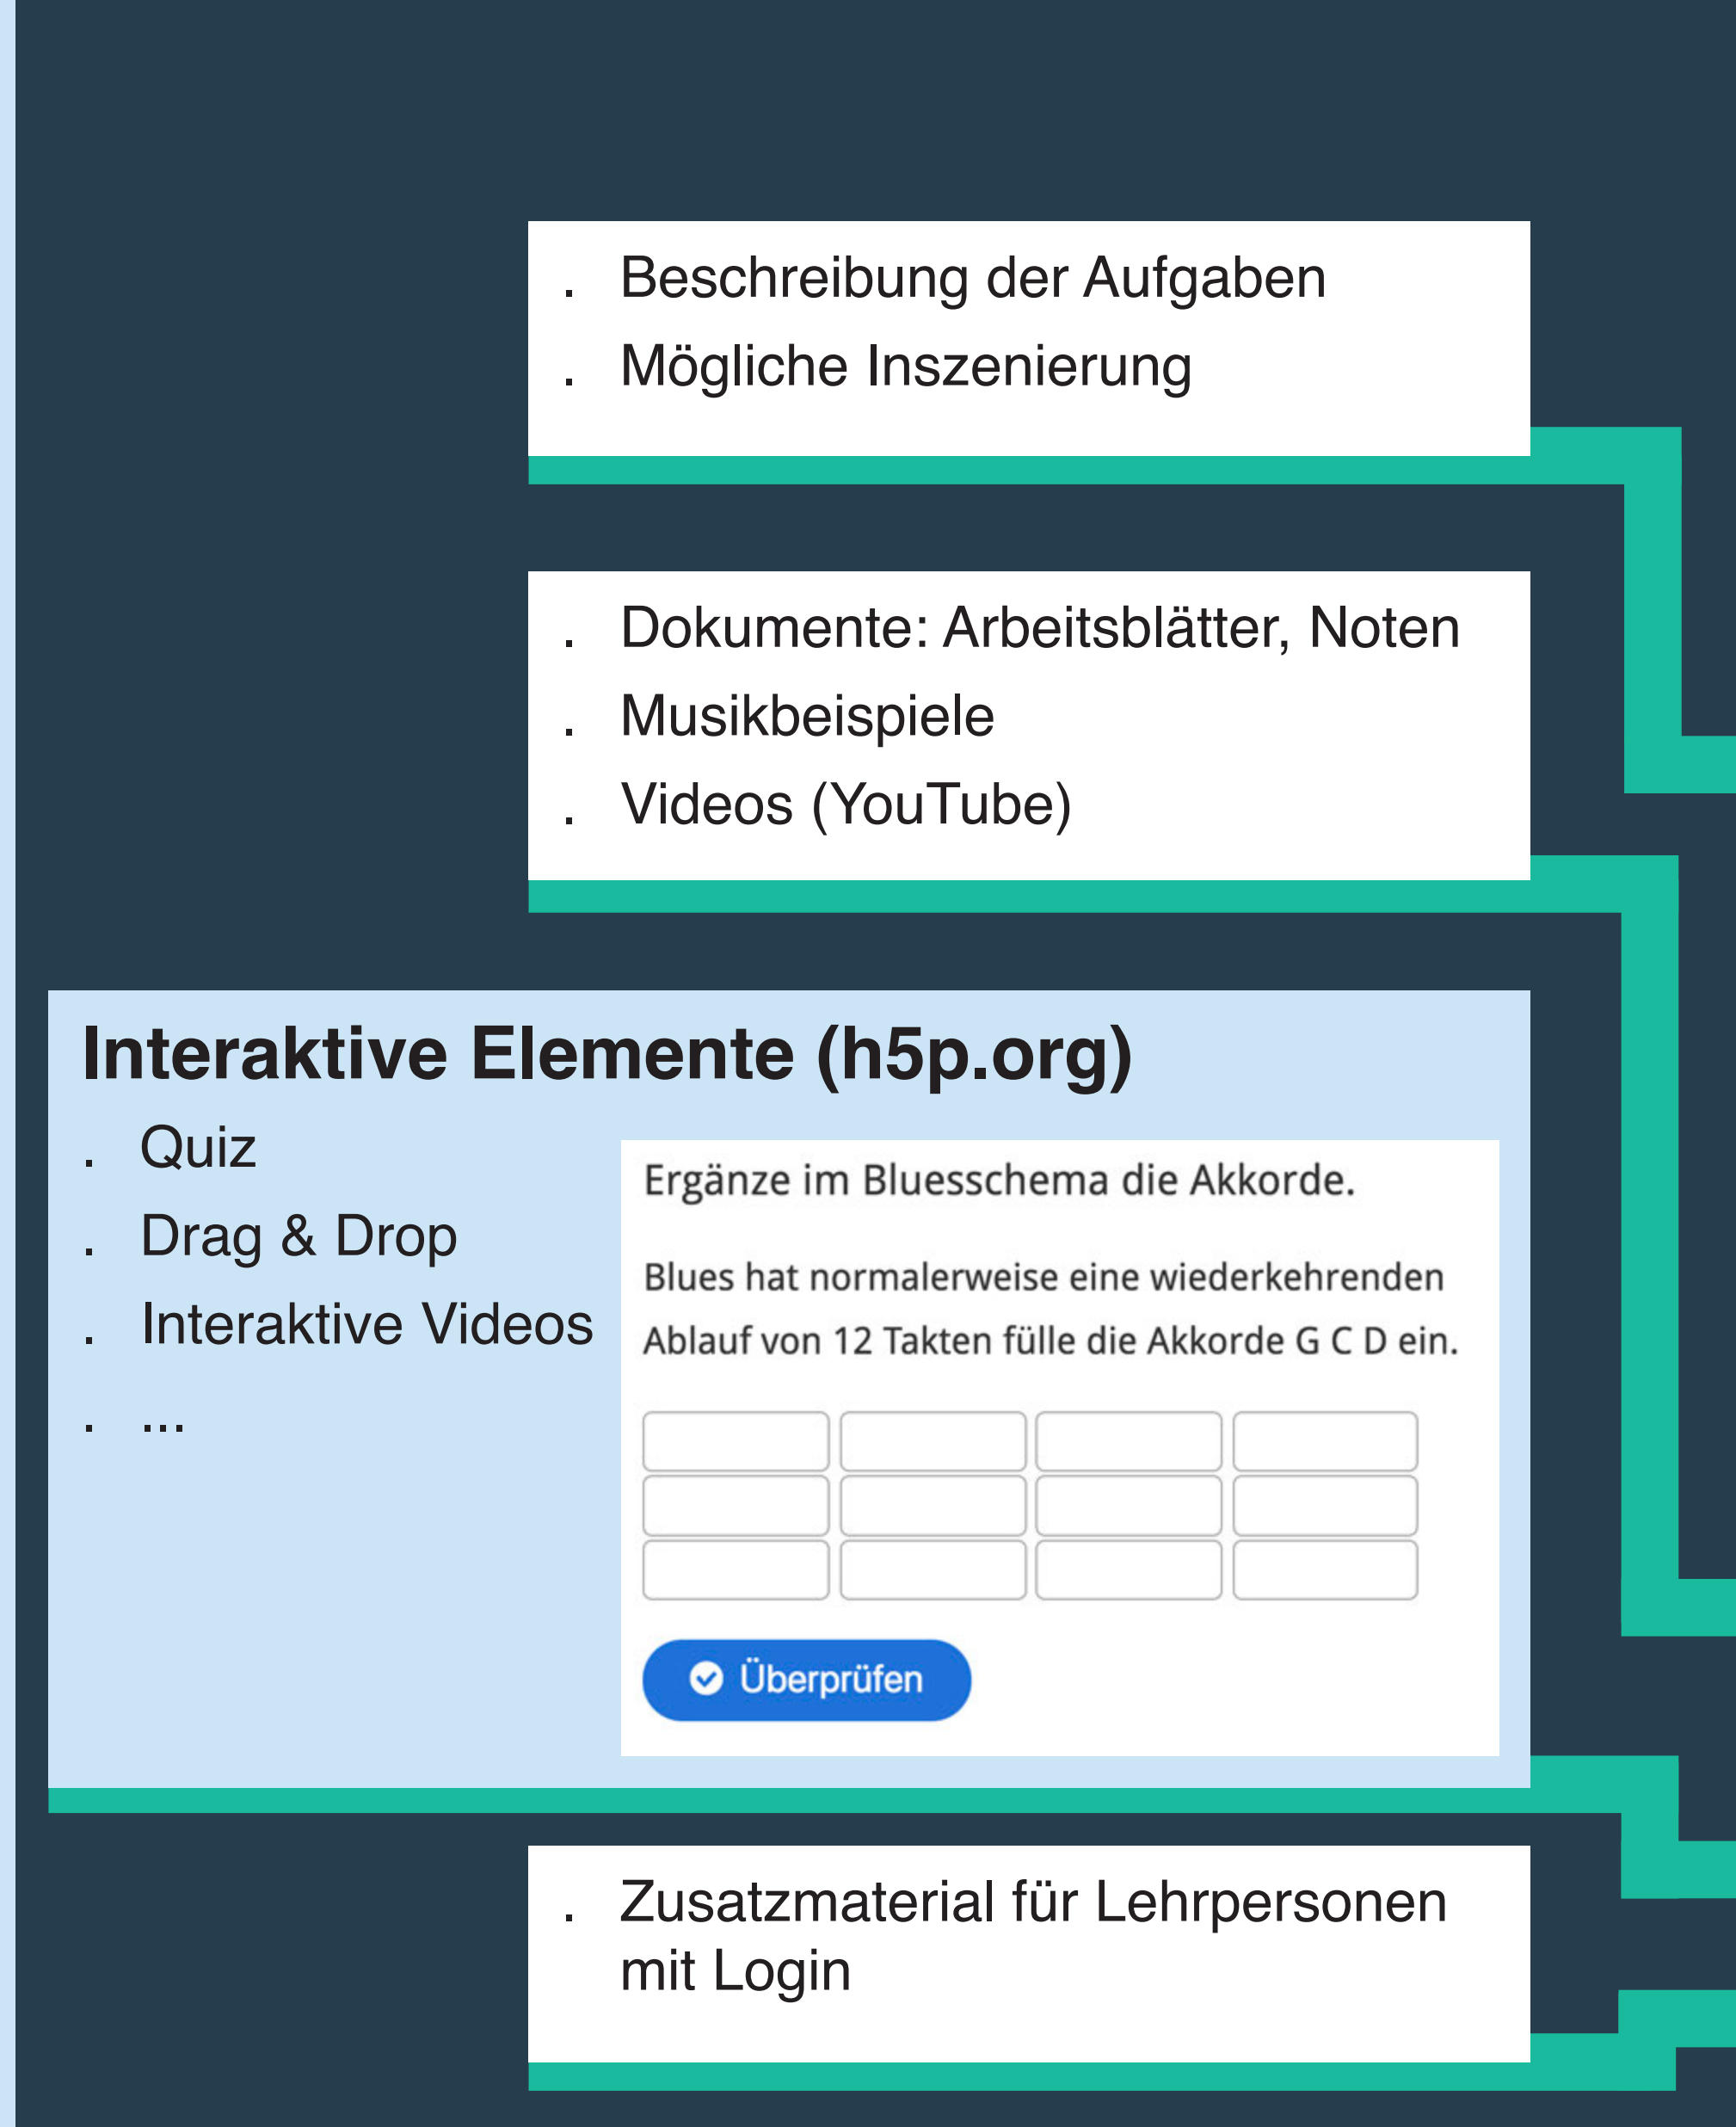 . Beschreibung der Aufgaben
. Mögliche Inszenierung
. Dokumente: Arbeitsblätter, Noten
. Musikbeispiele
. Videos (YouTube)
Interaktive Elemente (h5p.org)
. Quiz
. Drag & Drop
. Interaktive Videos
. ...
Ergänze im Bluesschema die Akkorde.
Blues hat normalerweise eine wiederkehrenden
Ablauf von 12 Takten fülle die Akkorde G C D ein.
Überprüfen
. Zusatzmaterial für Lehrpersonen
mit Login